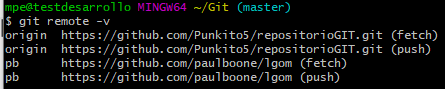 mpe@testdesarrollo MINGW64 ~/Git (master)
$ git remote -v
origin  https://github.com/Punkito5/repositorioGIT.git (fetch)
origin  https://github.com/Punkito5/repositorioGIT.git (push)
pb      https://github.com/paulboone/lgom (fetch)
pb      https://github.com/paulboone/lgom (push)